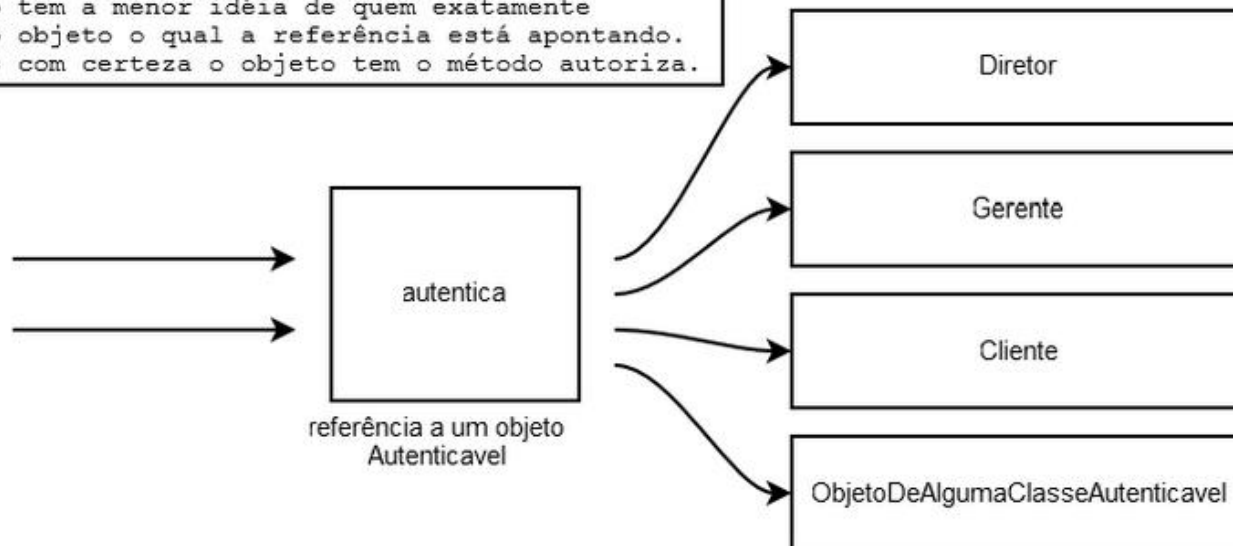 tem a menor idéia de quem exatamente
objeto o qual a referência está apontando.
com certeza o objeto tem o método autoriza.
Diretor
Gerente
autentica
Cliente
referência a um objeto
Autenticavel
ObjetoDeAlgumaClasseAutenticavel